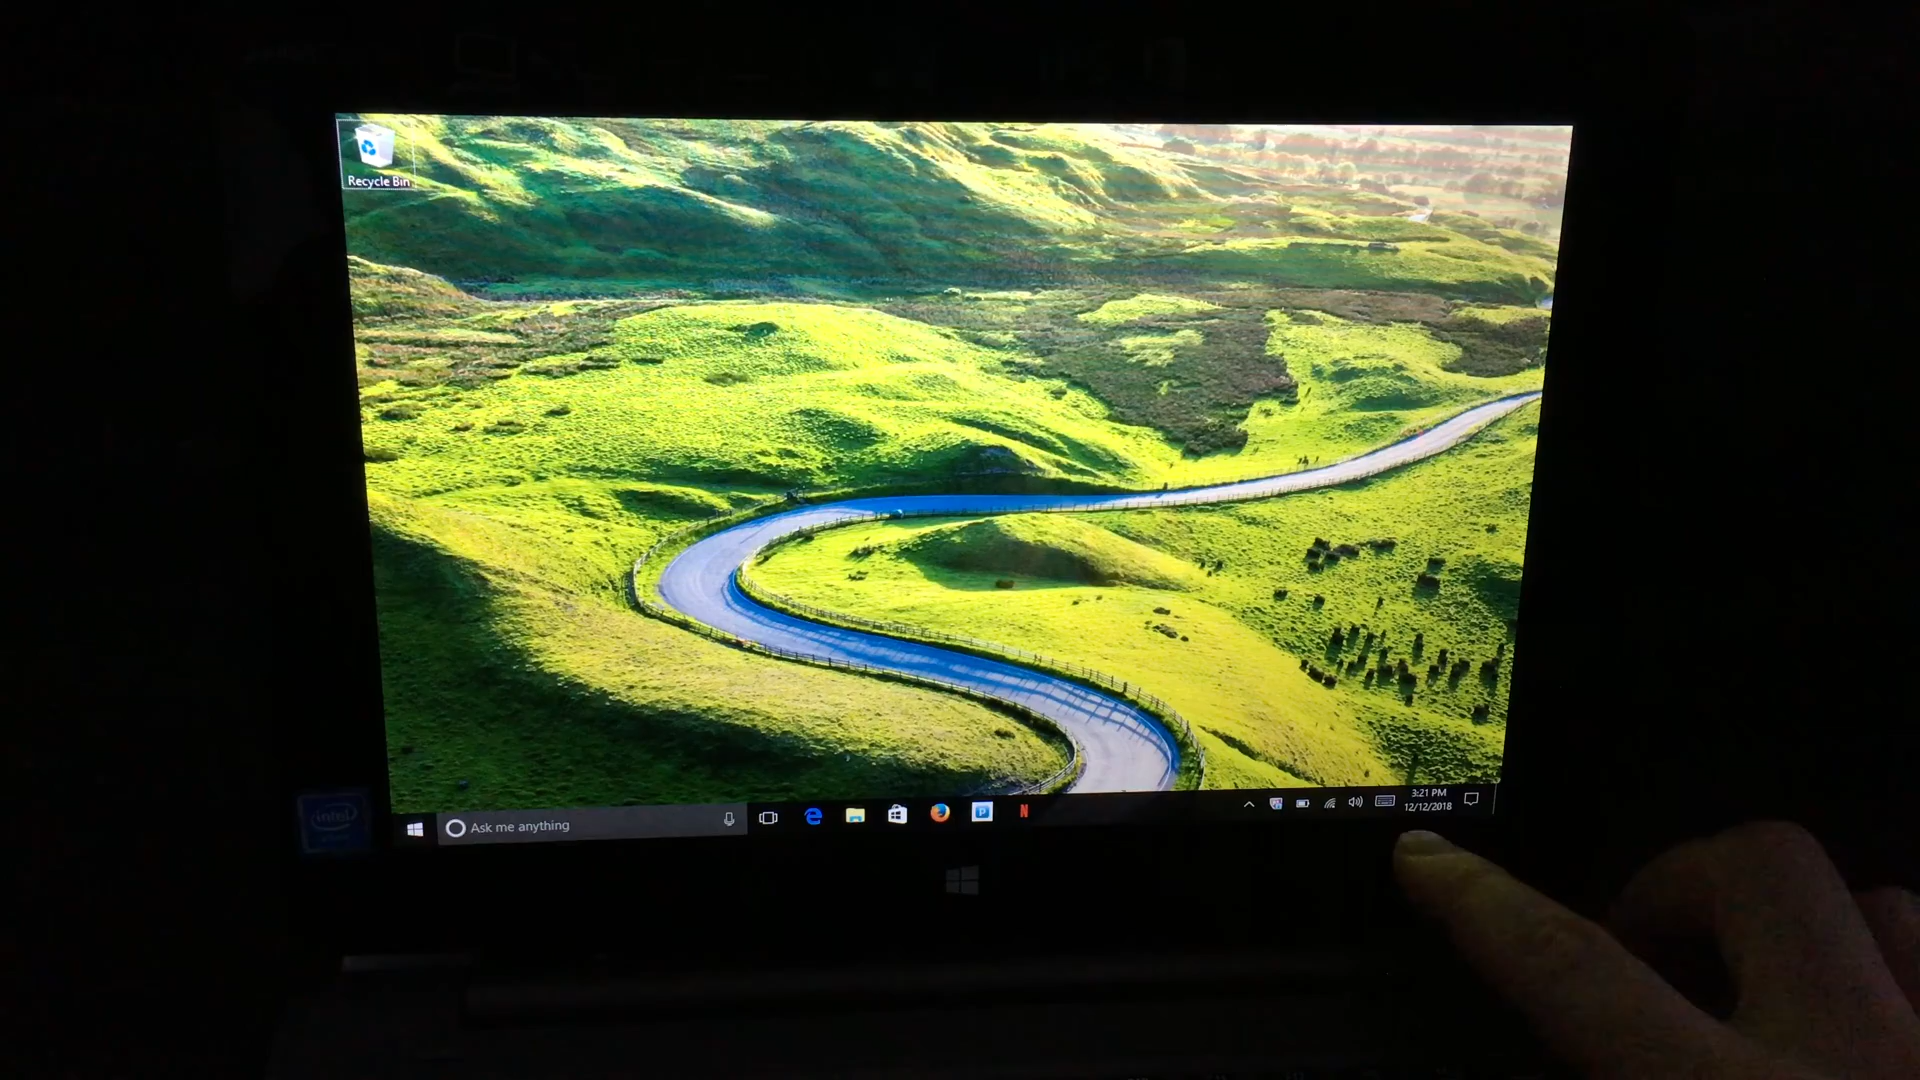 Recycle Bin
Ask me anything
3:21 PM
12/12/2018
intel
P
N